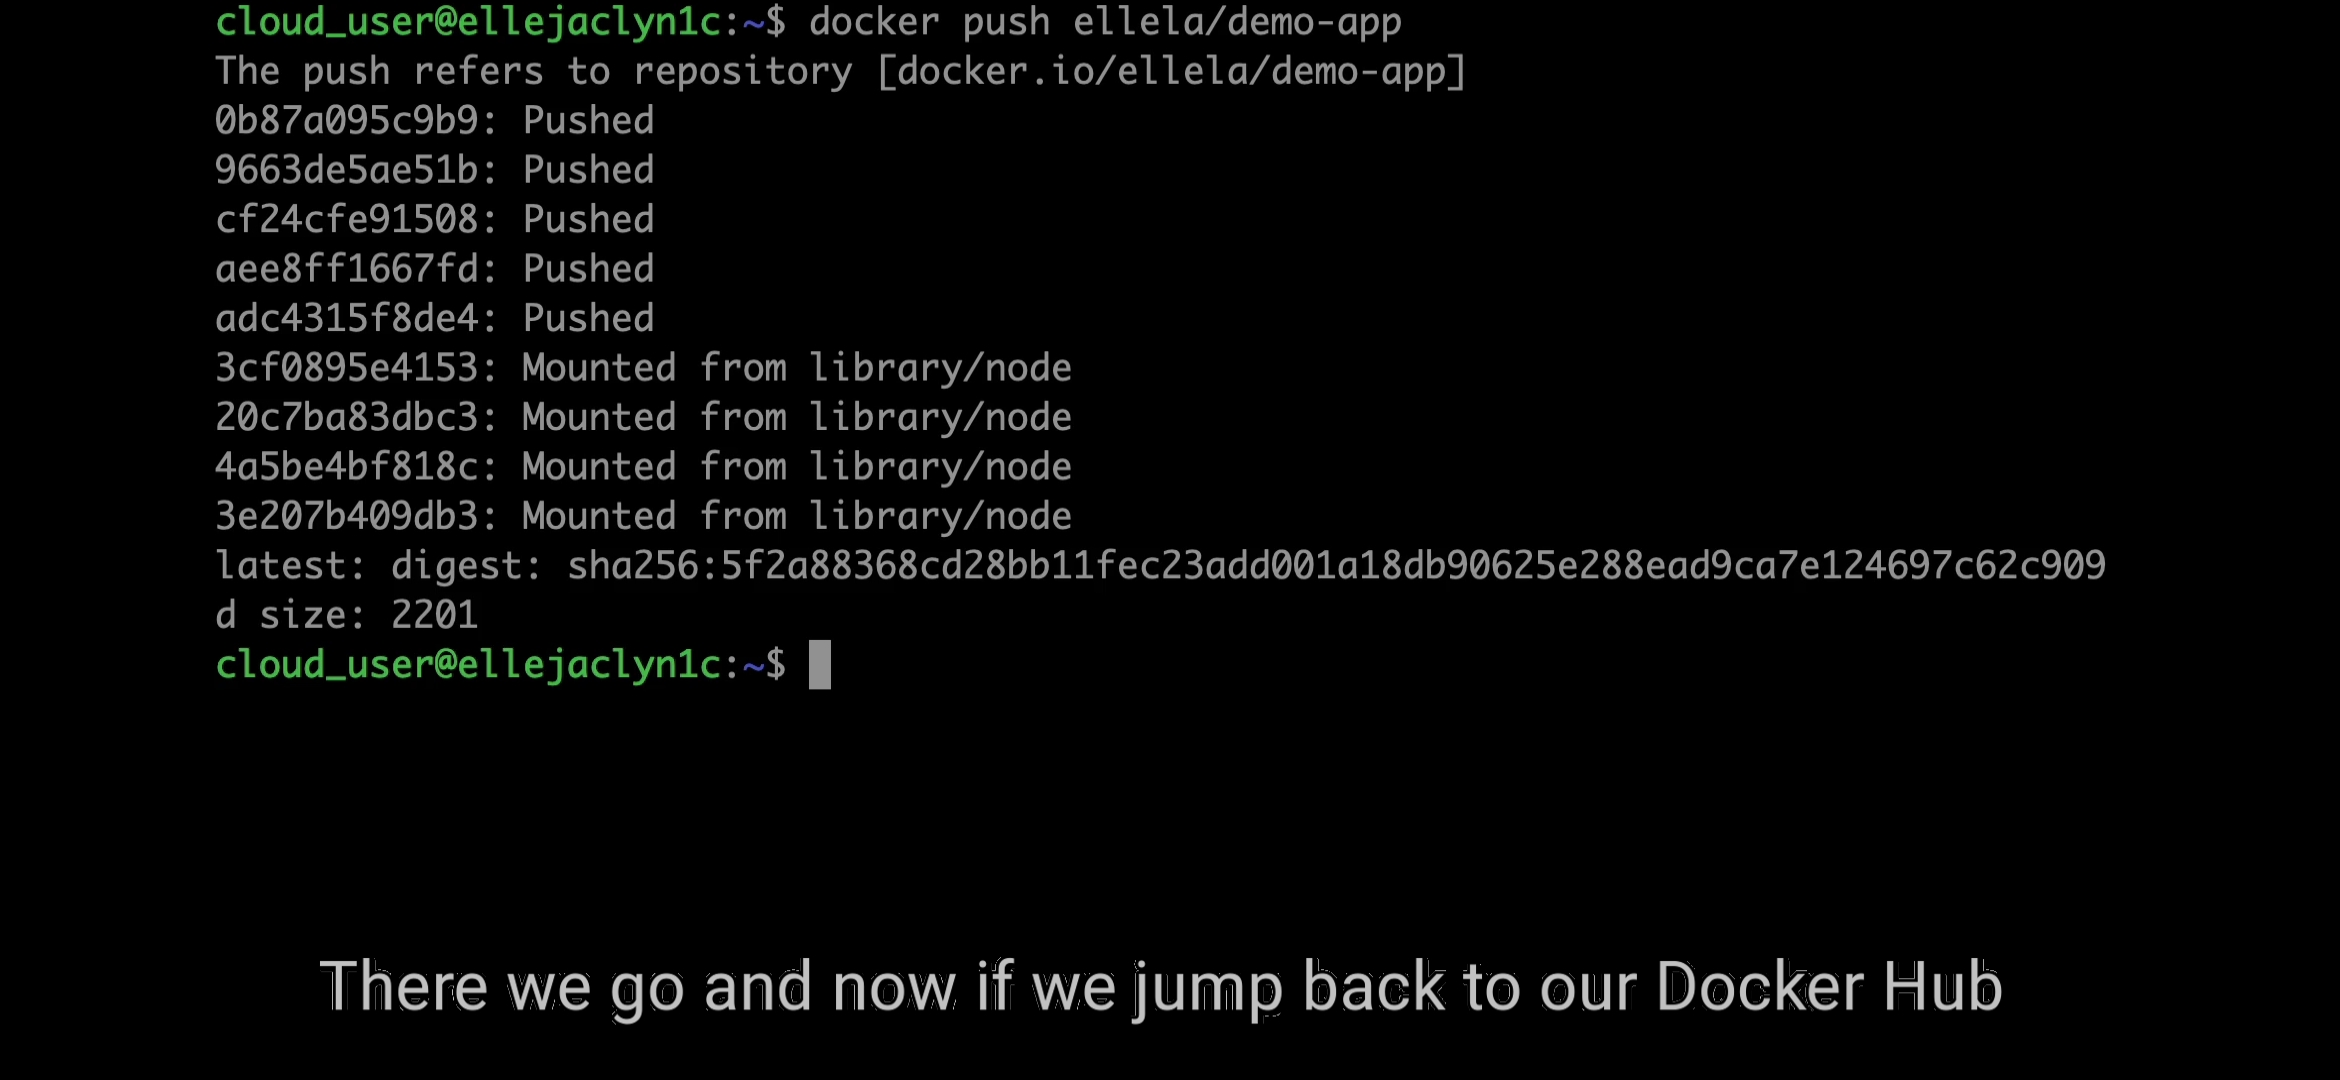 cloud_user@ellejaclyn1c:~$ docker push ellela/demo-app
The push refers to repository [docker.io/ellela/demo-app]
0b87a095c9b9: Pushed
9663de5ae51b: Pushed
cf24cfe91508: Pushed
aee8ff1667fd: Pushed
adc4315f8de4: Pushed
3cf0895e4153: Mounted from library/node
20c7ba83dbc3: Mounted from library/node
4a5be4bf818c: Mounted from library/node
3e207b409db3: Mounted from library/node
latest: digest: sha256:5f2a88368cd28bb11fec23add001a18db90625e288ead9ca7e124697c62c909
d size: 2201
cloud_user@ellejaclyn1c:~$
There we go and now if we jump back to our Docker Hub